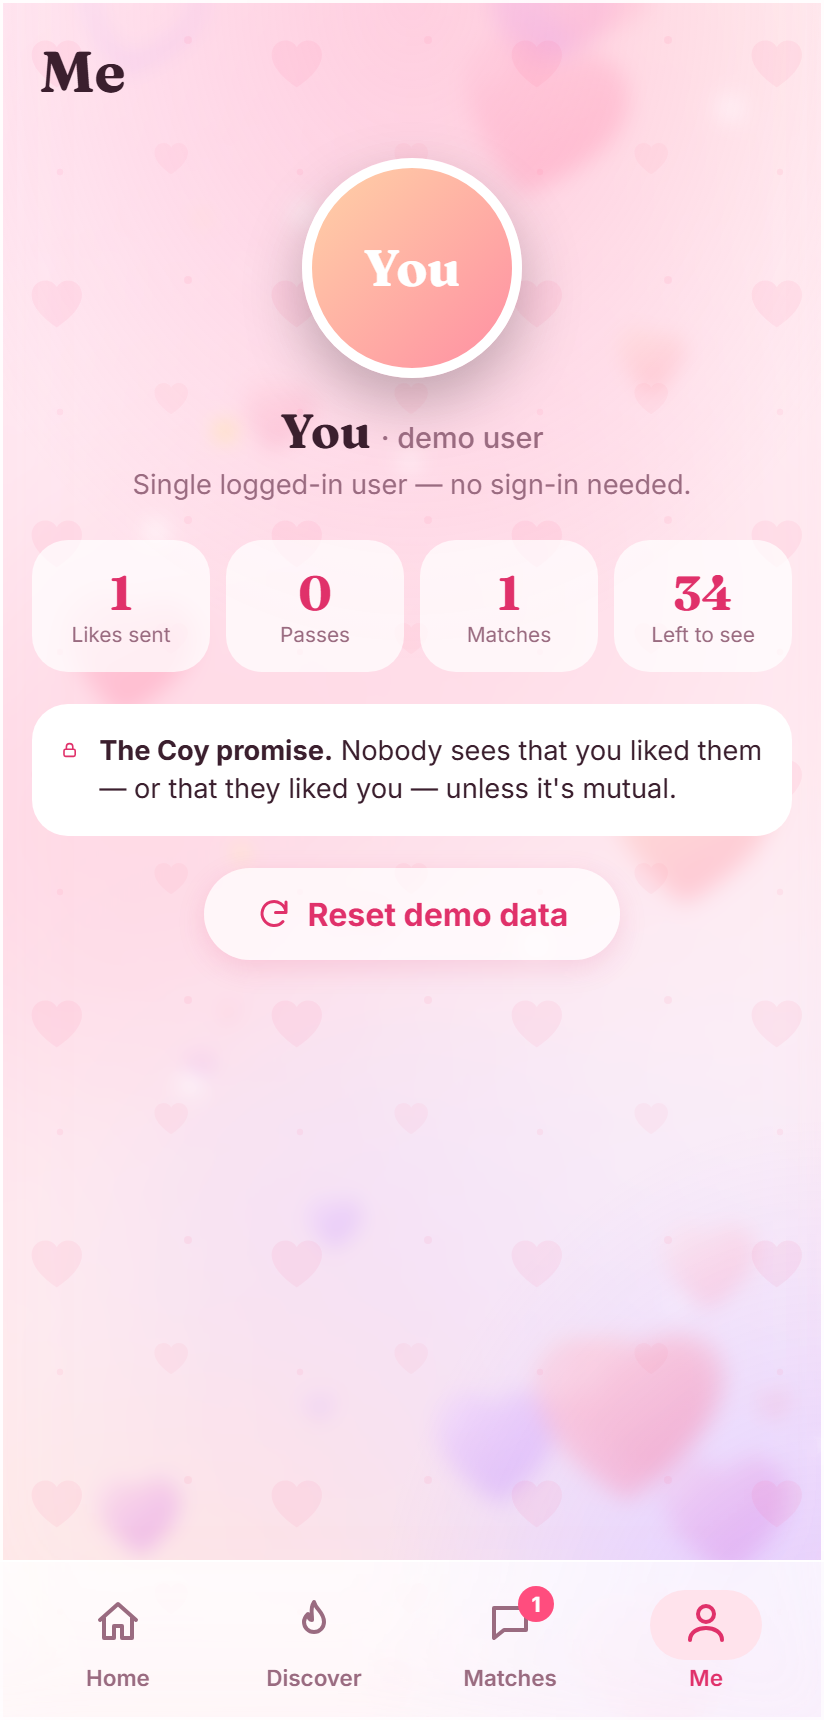 Me
You
You · demo user
Single logged-in user — no sign-in needed.
1
Likes sent
0
Passes
1
Matches
34
Left to see
The Coy promise. Nobody sees that you liked them
— or that they liked you — unless it's mutual.
Reset demo data
Home
Discover
1
Matches
Me